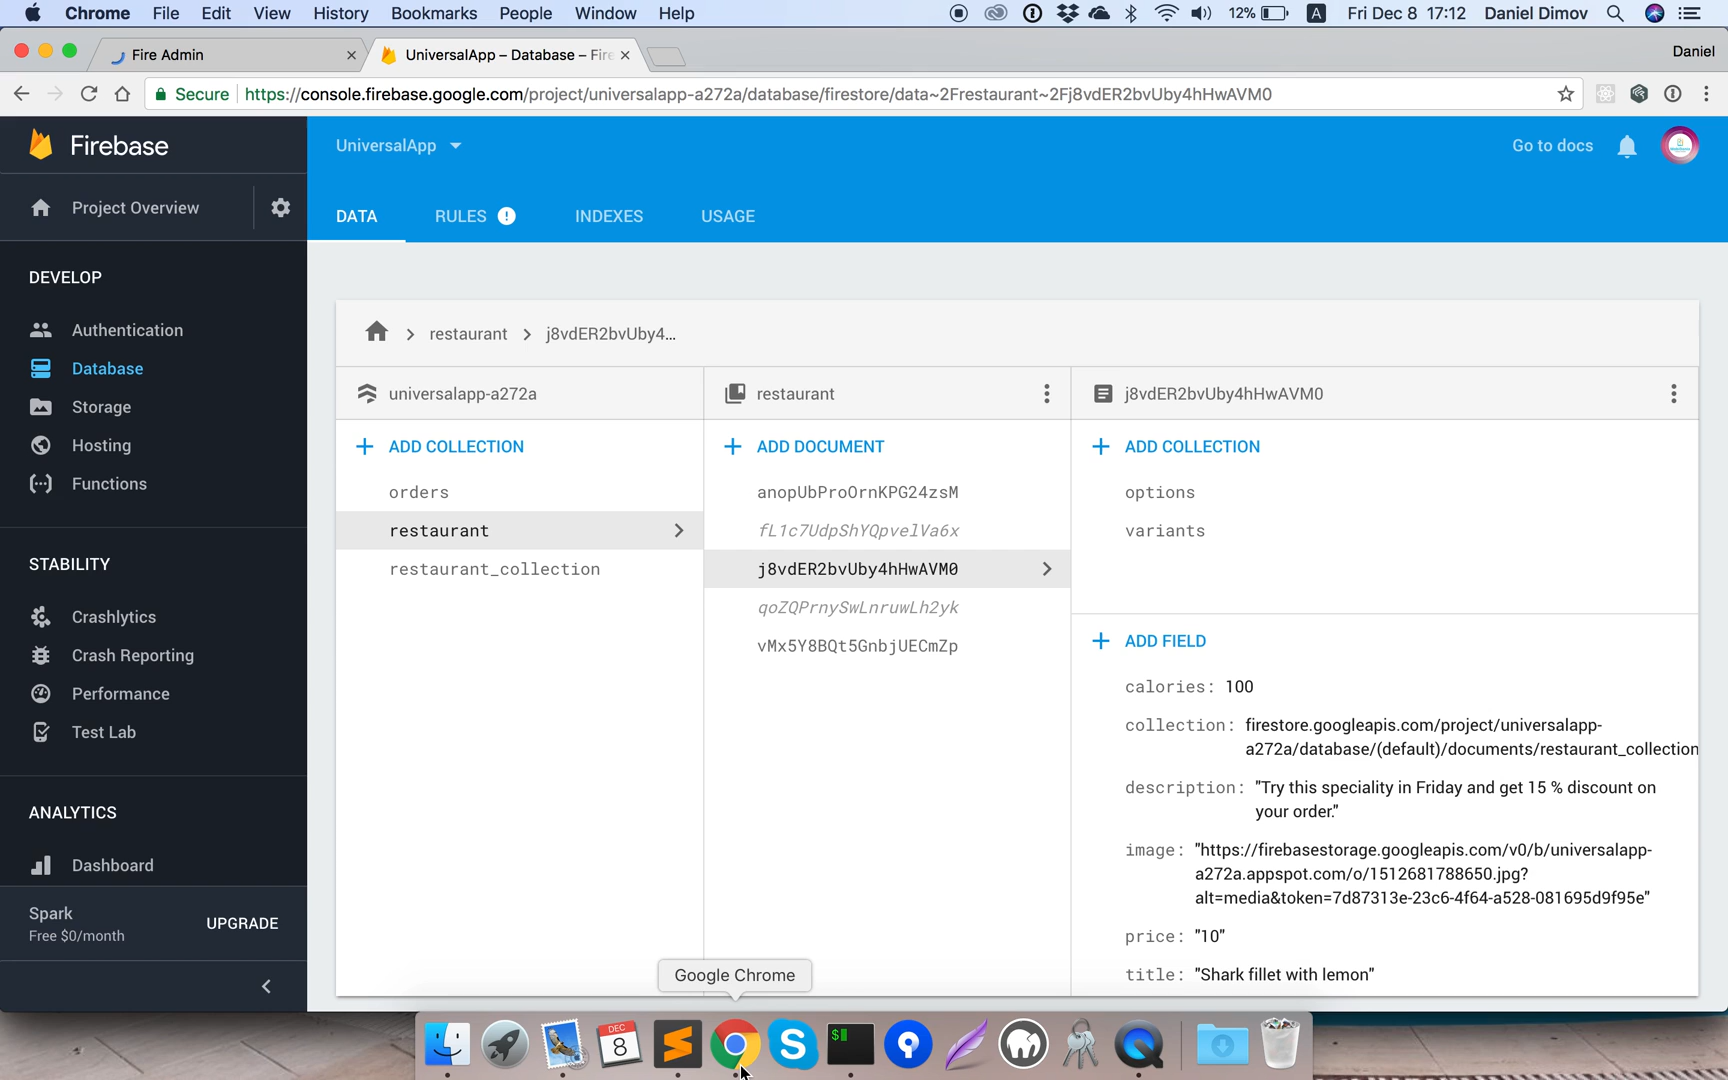 Chrome File Edit View History Bookmarks People Window Help 12% A Fri Dec 8 17:12 Daniel Dimov
Fire Admin
UniversalApp – Database – Fire
Daniel
Secure https://console.firebase.google.com/project/universalapp-a272a/database/firestore/data~2Frestaurant~2Fj8vdER2bvUby4hHwAVM0
Firebase
UniversalApp
Go to docs
Project Overview
DATA RULES ! INDEXES USAGE
DEVELOP
Authentication
Database
Storage
Hosting
Functions
STABILITY
Crashlytics
Crash Reporting
Performance
Test Lab
ANALYTICS
Dashboard
Spark
Free $0/month
UPGRADE
restaurant
j8vdER2bvUby4...
universalapp-a272a
ADD COLLECTION
orders
restaurant
restaurant_collection
restaurant
ADD DOCUMENT
anopUbProOrnKPG24zsM
fL1c7UdpShYQpvelVa6x
j8vdER2bvUby4hHwAVM0
qoZQPrnySwLnruwLh2yk
vMx5Y8BQt5GnbjUECmZp
j8vdER2bvUby4hHwAVM0
ADD COLLECTION
options
variants
ADD FIELD
calories: 100
collection: firestore.googleapis.com/project/universalapp-
a272a/database/(default)/documents/restaurant_collection
description: "Try this speciality in Friday and get 15 % discount on
your order."
image: "https://firebasestorage.googleapis.com/v0/b/universalapp-
a272a.appspot.com/o/1512681788650.jpg?
alt=media&token=7d87313e-23c6-4f64-a528-081695d9f95e"
price: "10"
title: "Shark fillet with lemon"
Google Chrome
DEC
8
$